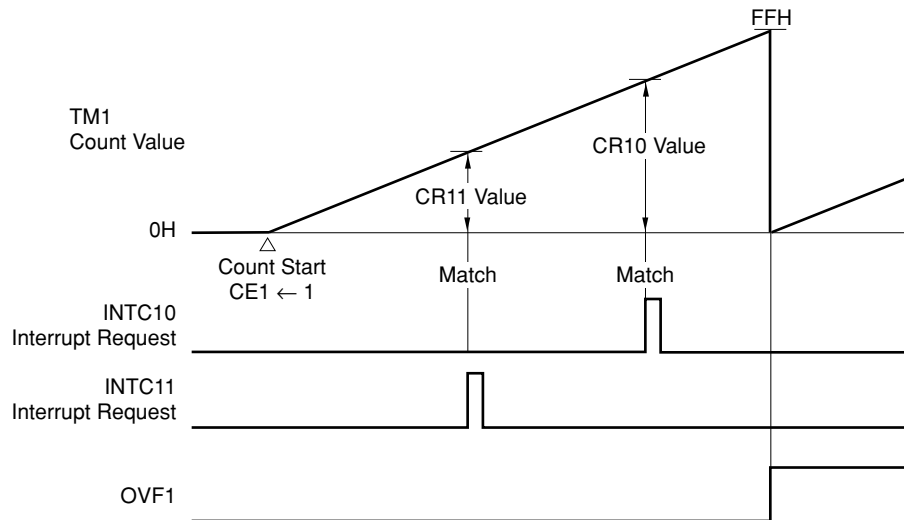 FFH
TM1
Count Value
CR10 Value
CR11 Value
0H
Count Start
CE1 ← 1
Match
Match
INTC10
Interrupt Request
INTC11
Interrupt Request
OVF1